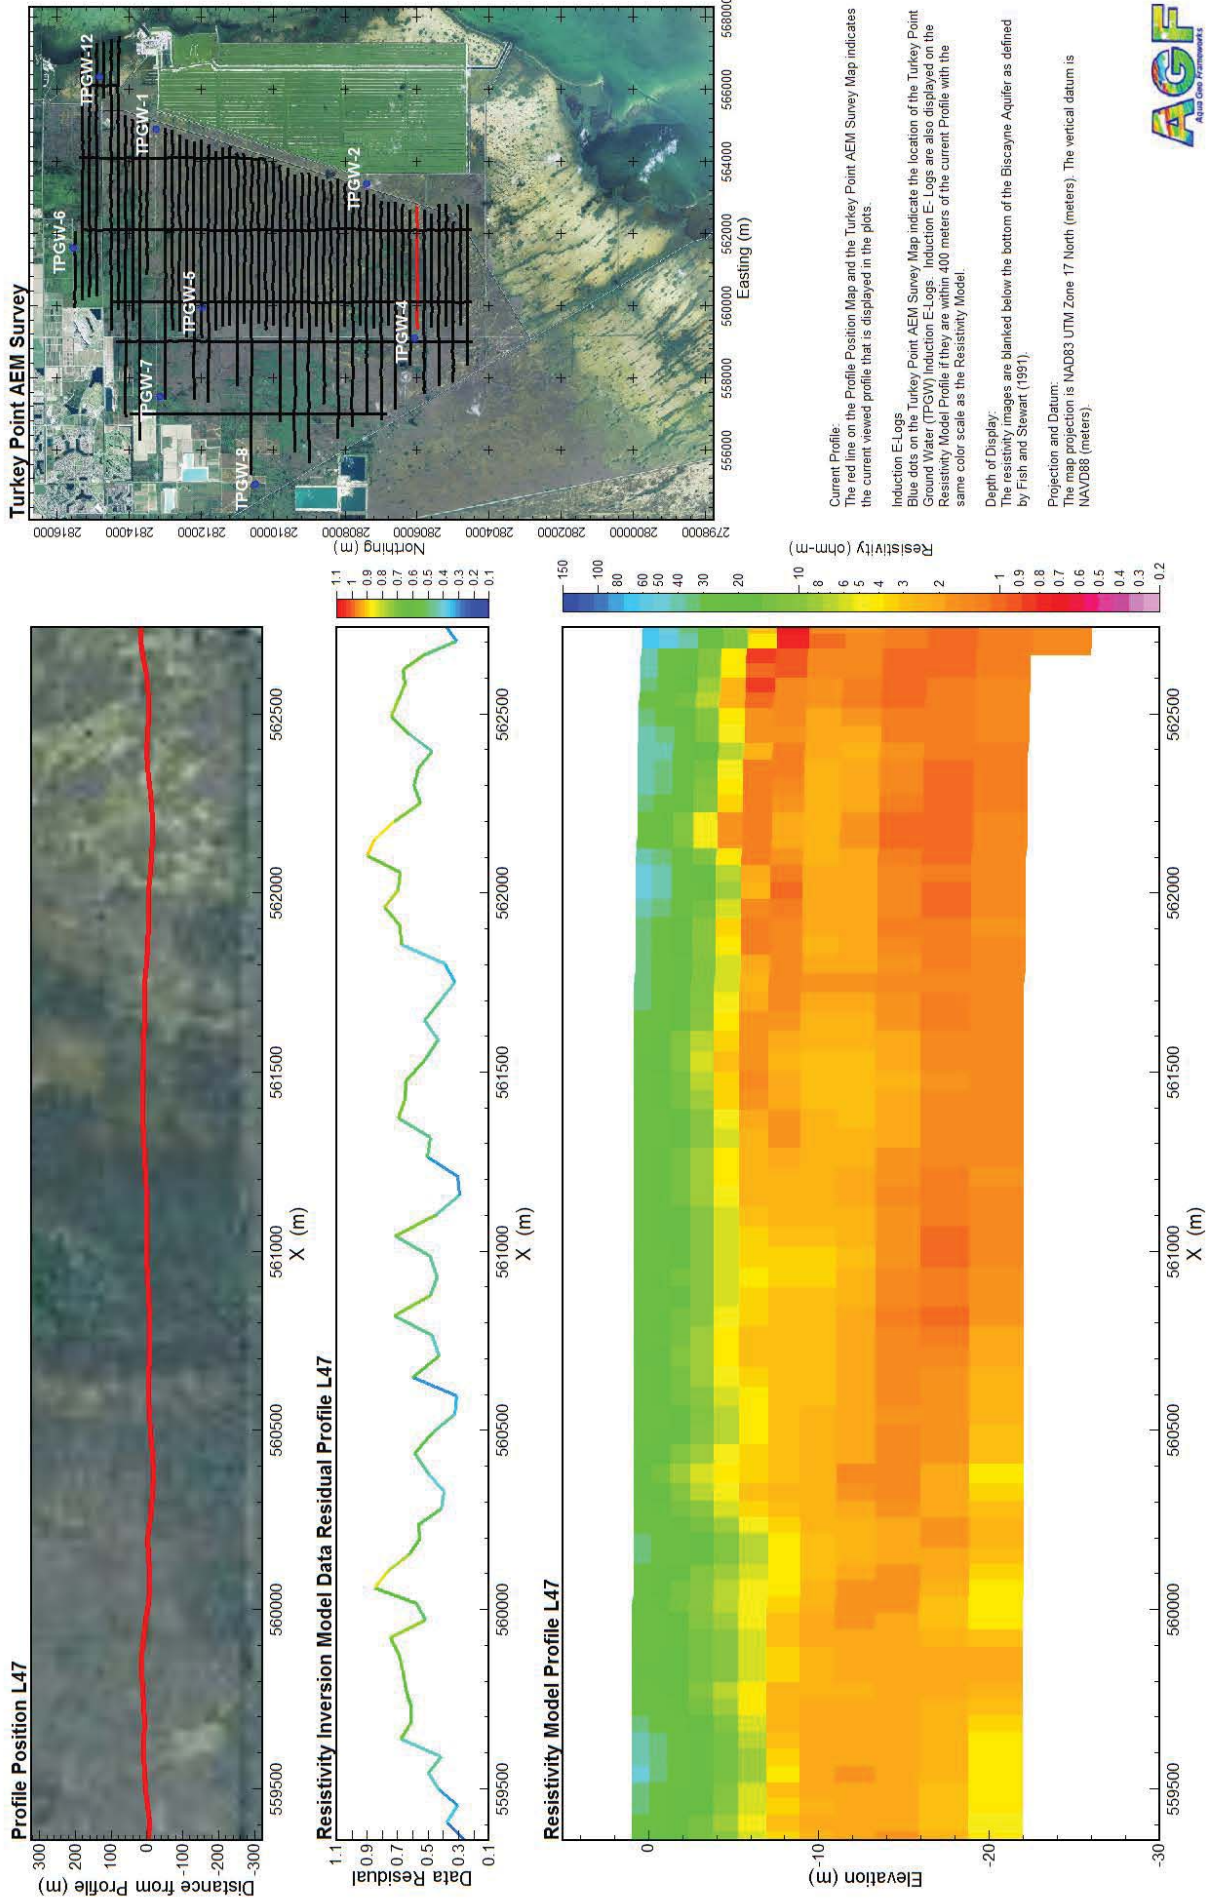 Profile Position L47
300
200
100
0
-100
-200
-300
Distance from Profile (m)
559500
560000
560500
561000
561500
562000
562500
X (m)
Resistivity Inversion Model Data Residual Profile L47
1.1
0.9
0.7
0.5
0.3
0.1
Data Residual
559500
560000
560500
561000
561500
562000
562500
X (m)
1.1
1
0.9
0.8
0.7
0.6
0.5
0.4
0.3
0.2
0.1
Resistivity Model Profile L47
0
-10
-20
-30
Elevation (m)
559500
560000
560500
561000
561500
562000
562500
X (m)
150
100
80
60
50
40
30
20
10
8
6
5
4
3
2
1
0.9
0.8
0.7
0.6
0.5
0.4
0.3
0.2
Resistivity (ohm-m)
Turkey Point AEM Survey
2816000
2814000
2812000
2810000
2808000
2806000
2804000
2802000
2800000
2798000
Northing (m)
556000
558000
560000
562000
564000
566000
568000
Easting (m)
TPGW-12
TPGW-1
TPGW-6
TPGW-2
TPGW-5
TPGW-4
TPGW-7
TPGW-8
Current Profile:
The red line on the Profile Position Map and the Turkey Point AEM Survey Map indicates
the current viewed profile that is displayed in the plots.
Induction E-Logs
Blue dots on the Turkey Point AEM Survey Map indicate the location of the Turkey Point
Ground Water (TPGW) Induction E-Logs. Induction E- Logs are also displayed on the
Resistivity Model Profile if they are within 400 meters of the current Profile with the
same color scale as the Resistivity Model.
Depth of Display:
The resistivity images are blanked below the bottom of the Biscayne Aquifer as defined
by Fish and Stewart (1991).
Projection and Datum:
The map projection is NAD83 UTM Zone 17 North (meters). The vertical datum is
NAVD88 (meters).
AGF
Aqua Geo Frameworks